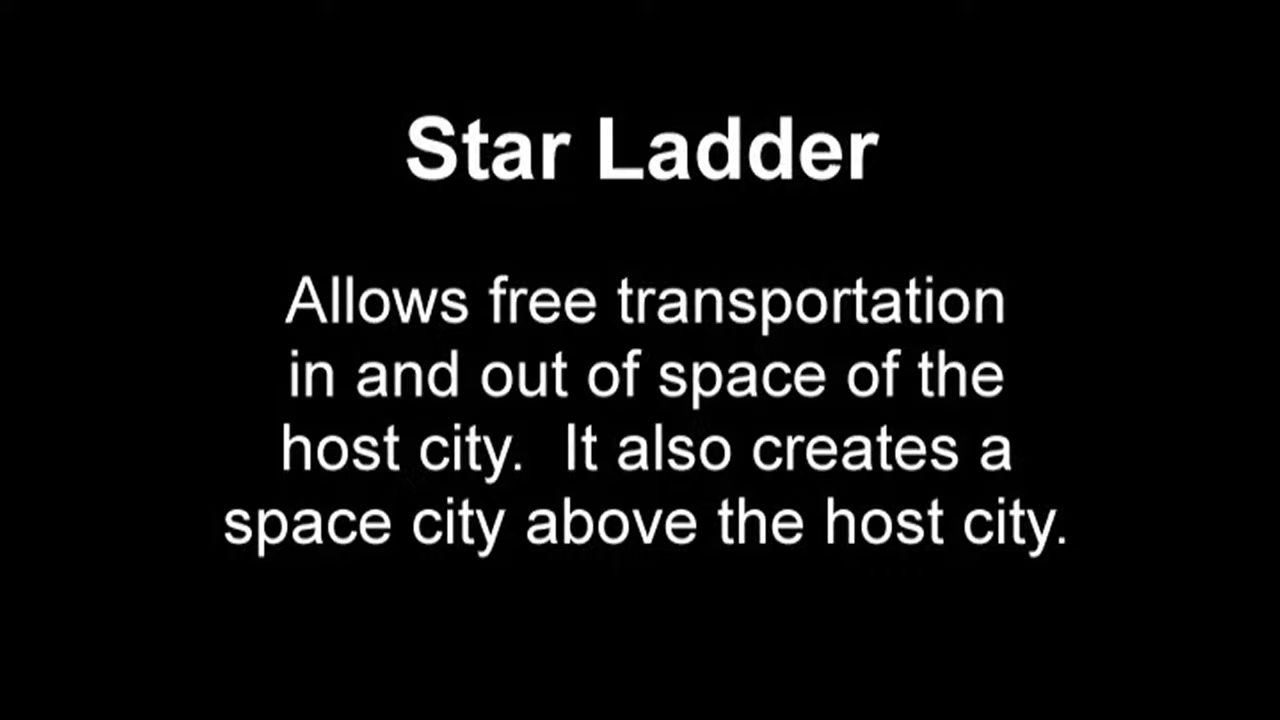 Star Ladder
Allows free transportation
in and out of space of the
host city.  It also creates a
space city above the host city.